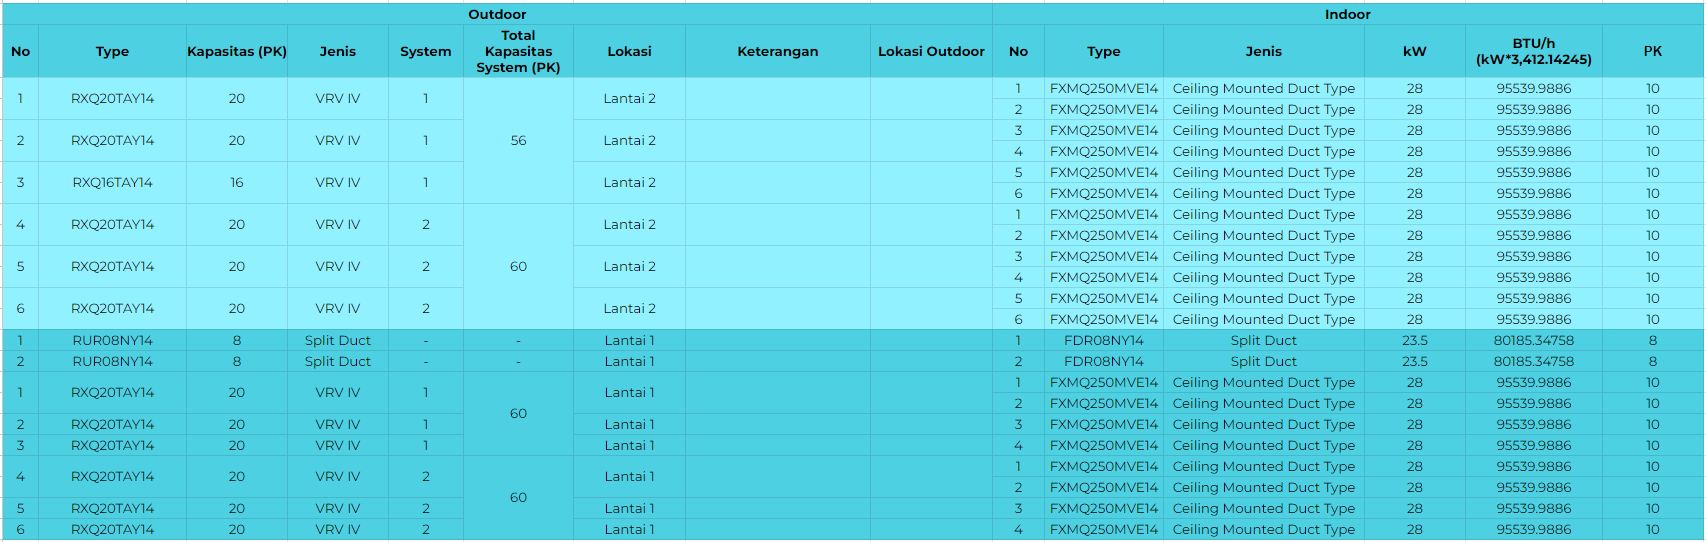 Outdoor Indoor
No Type Kapasitas (PK) Jenis System Total Kapasitas System (PK) Lokasi Keterangan Lokasi Outdoor No Type Jenis kW BTU/h (kW*3,412.14245) PK
1 RXQ20TAY14 20 VRV IV 1 56 Lantai 2 1 FXMQ250MVE14 Ceiling Mounted Duct Type 28 95539.9886 10
2 FXMQ250MVE14 Ceiling Mounted Duct Type 28 95539.9886 10
2 RXQ20TAY14 20 VRV IV 1 Lantai 2 3 FXMQ250MVE14 Ceiling Mounted Duct Type 28 95539.9886 10
4 FXMQ250MVE14 Ceiling Mounted Duct Type 28 95539.9886 10
3 RXQ16TAY14 16 VRV IV 1 Lantai 2 5 FXMQ250MVE14 Ceiling Mounted Duct Type 28 95539.9886 10
6 FXMQ250MVE14 Ceiling Mounted Duct Type 28 95539.9886 10
4 RXQ20TAY14 20 VRV IV 2 60 Lantai 2 1 FXMQ250MVE14 Ceiling Mounted Duct Type 28 95539.9886 10
2 FXMQ250MVE14 Ceiling Mounted Duct Type 28 95539.9886 10
5 RXQ20TAY14 20 VRV IV 2 Lantai 2 3 FXMQ250MVE14 Ceiling Mounted Duct Type 28 95539.9886 10
4 FXMQ250MVE14 Ceiling Mounted Duct Type 28 95539.9886 10
6 RXQ20TAY14 20 VRV IV 2 Lantai 2 5 FXMQ250MVE14 Ceiling Mounted Duct Type 28 95539.9886 10
6 FXMQ250MVE14 Ceiling Mounted Duct Type 28 95539.9886 10
1 RUR08NY14 8 Split Duct - - Lantai 1 1 FDR08NY14 Split Duct 23.5 80185.34758 8
2 RUR08NY14 8 Split Duct - - Lantai 1 2 FDR08NY14 Split Duct 23.5 80185.34758 8
1 RXQ20TAY14 20 VRV IV 1 60 Lantai 1 1 FXMQ250MVE14 Ceiling Mounted Duct Type 28 95539.9886 10
2 FXMQ250MVE14 Ceiling Mounted Duct Type 28 95539.9886 10
2 RXQ20TAY14 20 VRV IV 1 Lantai 1 3 FXMQ250MVE14 Ceiling Mounted Duct Type 28 95539.9886 10
3 RXQ20TAY14 20 VRV IV 1 Lantai 1 4 FXMQ250MVE14 Ceiling Mounted Duct Type 28 95539.9886 10
4 RXQ20TAY14 20 VRV IV 2 60 Lantai 1 1 FXMQ250MVE14 Ceiling Mounted Duct Type 28 95539.9886 10
2 FXMQ250MVE14 Ceiling Mounted Duct Type 28 95539.9886 10
5 RXQ20TAY14 20 VRV IV 2 Lantai 1 3 FXMQ250MVE14 Ceiling Mounted Duct Type 28 95539.9886 10
6 RXQ20TAY14 20 VRV IV 2 Lantai 1 4 FXMQ250MVE14 Ceiling Mounted Duct Type 28 95539.9886 10